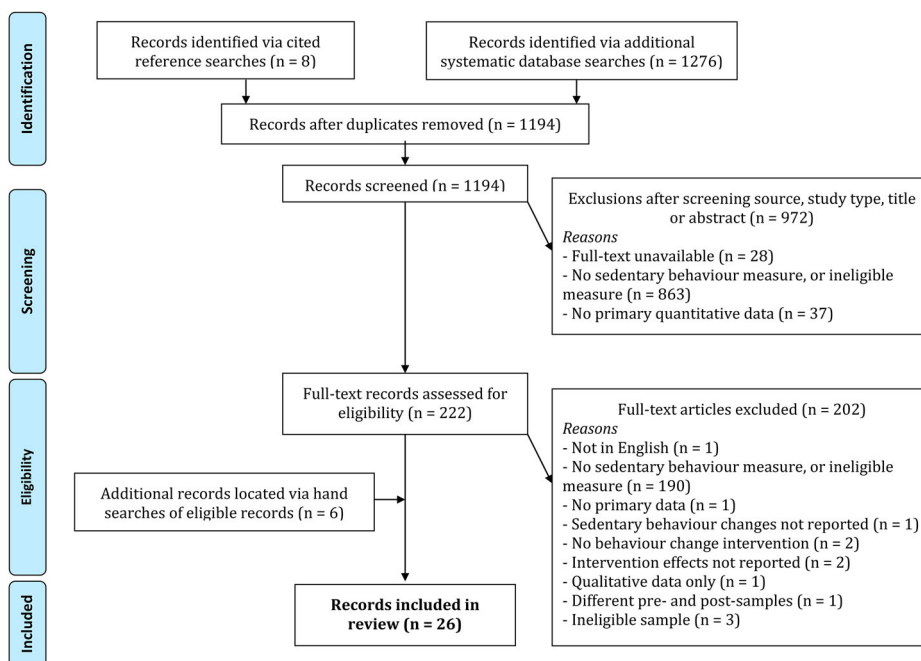 Identification
Records identified via cited
reference searches (n = 8)
Records identified via additional
systematic database searches (n = 1276)
Records after duplicates removed (n = 1194)
Screening
Records screened (n = 1194)
Exclusions after screening source, study type, title
or abstract (n = 972)
Reasons
- Full-text unavailable (n = 28)
- No sedentary behaviour measure, or ineligible
measure (n = 863)
- No primary quantitative data (n = 37)
Eligibility
Full-text records assessed for
eligibility (n = 222)
Full-text articles excluded (n = 202)
Reasons
- Not in English (n = 1)
- No sedentary behaviour measure, or ineligible
measure (n = 190)
- No primary data (n = 1)
- Sedentary behaviour changes not reported (n = 1)
- No behaviour change intervention (n = 2)
- Intervention effects not reported (n = 2)
- Qualitative data only (n = 1)
- Different pre- and post-samples (n = 1)
- Ineligible sample (n = 3)
Additional records located via hand
searches of eligible records (n = 6)
Included
Records included in
review (n = 26)